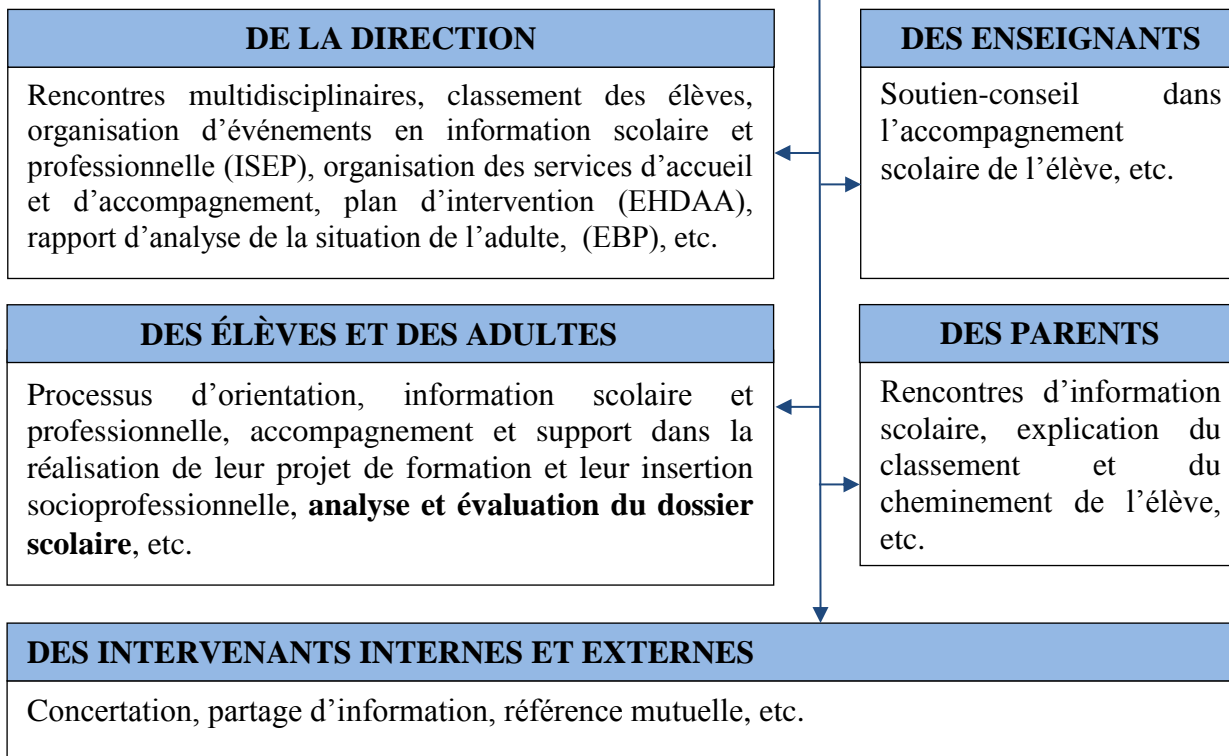 DE LA DIRECTION
Rencontres multidisciplinaires, classement des élèves,
organisation d’événements en information scolaire et
professionnelle (ISEP), organisation des services d’accueil
et d’accompagnement, plan d’intervention (EHDAA),
rapport d’analyse de la situation de l’adulte, (EBP), etc.
DES ENSEIGNANTS
Soutien-conseil dans
l’accompagnement
scolaire de l’élève, etc.
DES ÉLÈVES ET DES ADULTES
Processus d’orientation, information scolaire et
professionnelle, accompagnement et support dans la
réalisation de leur projet de formation et leur insertion
socioprofessionnelle, analyse et évaluation du dossier
scolaire, etc.
DES PARENTS
Rencontres d’information
scolaire, explication du
classement et du
cheminement de l’élève,
etc.
DES INTERVENANTS INTERNES ET EXTERNES
Concertation, partage d’information, référence mutuelle, etc.